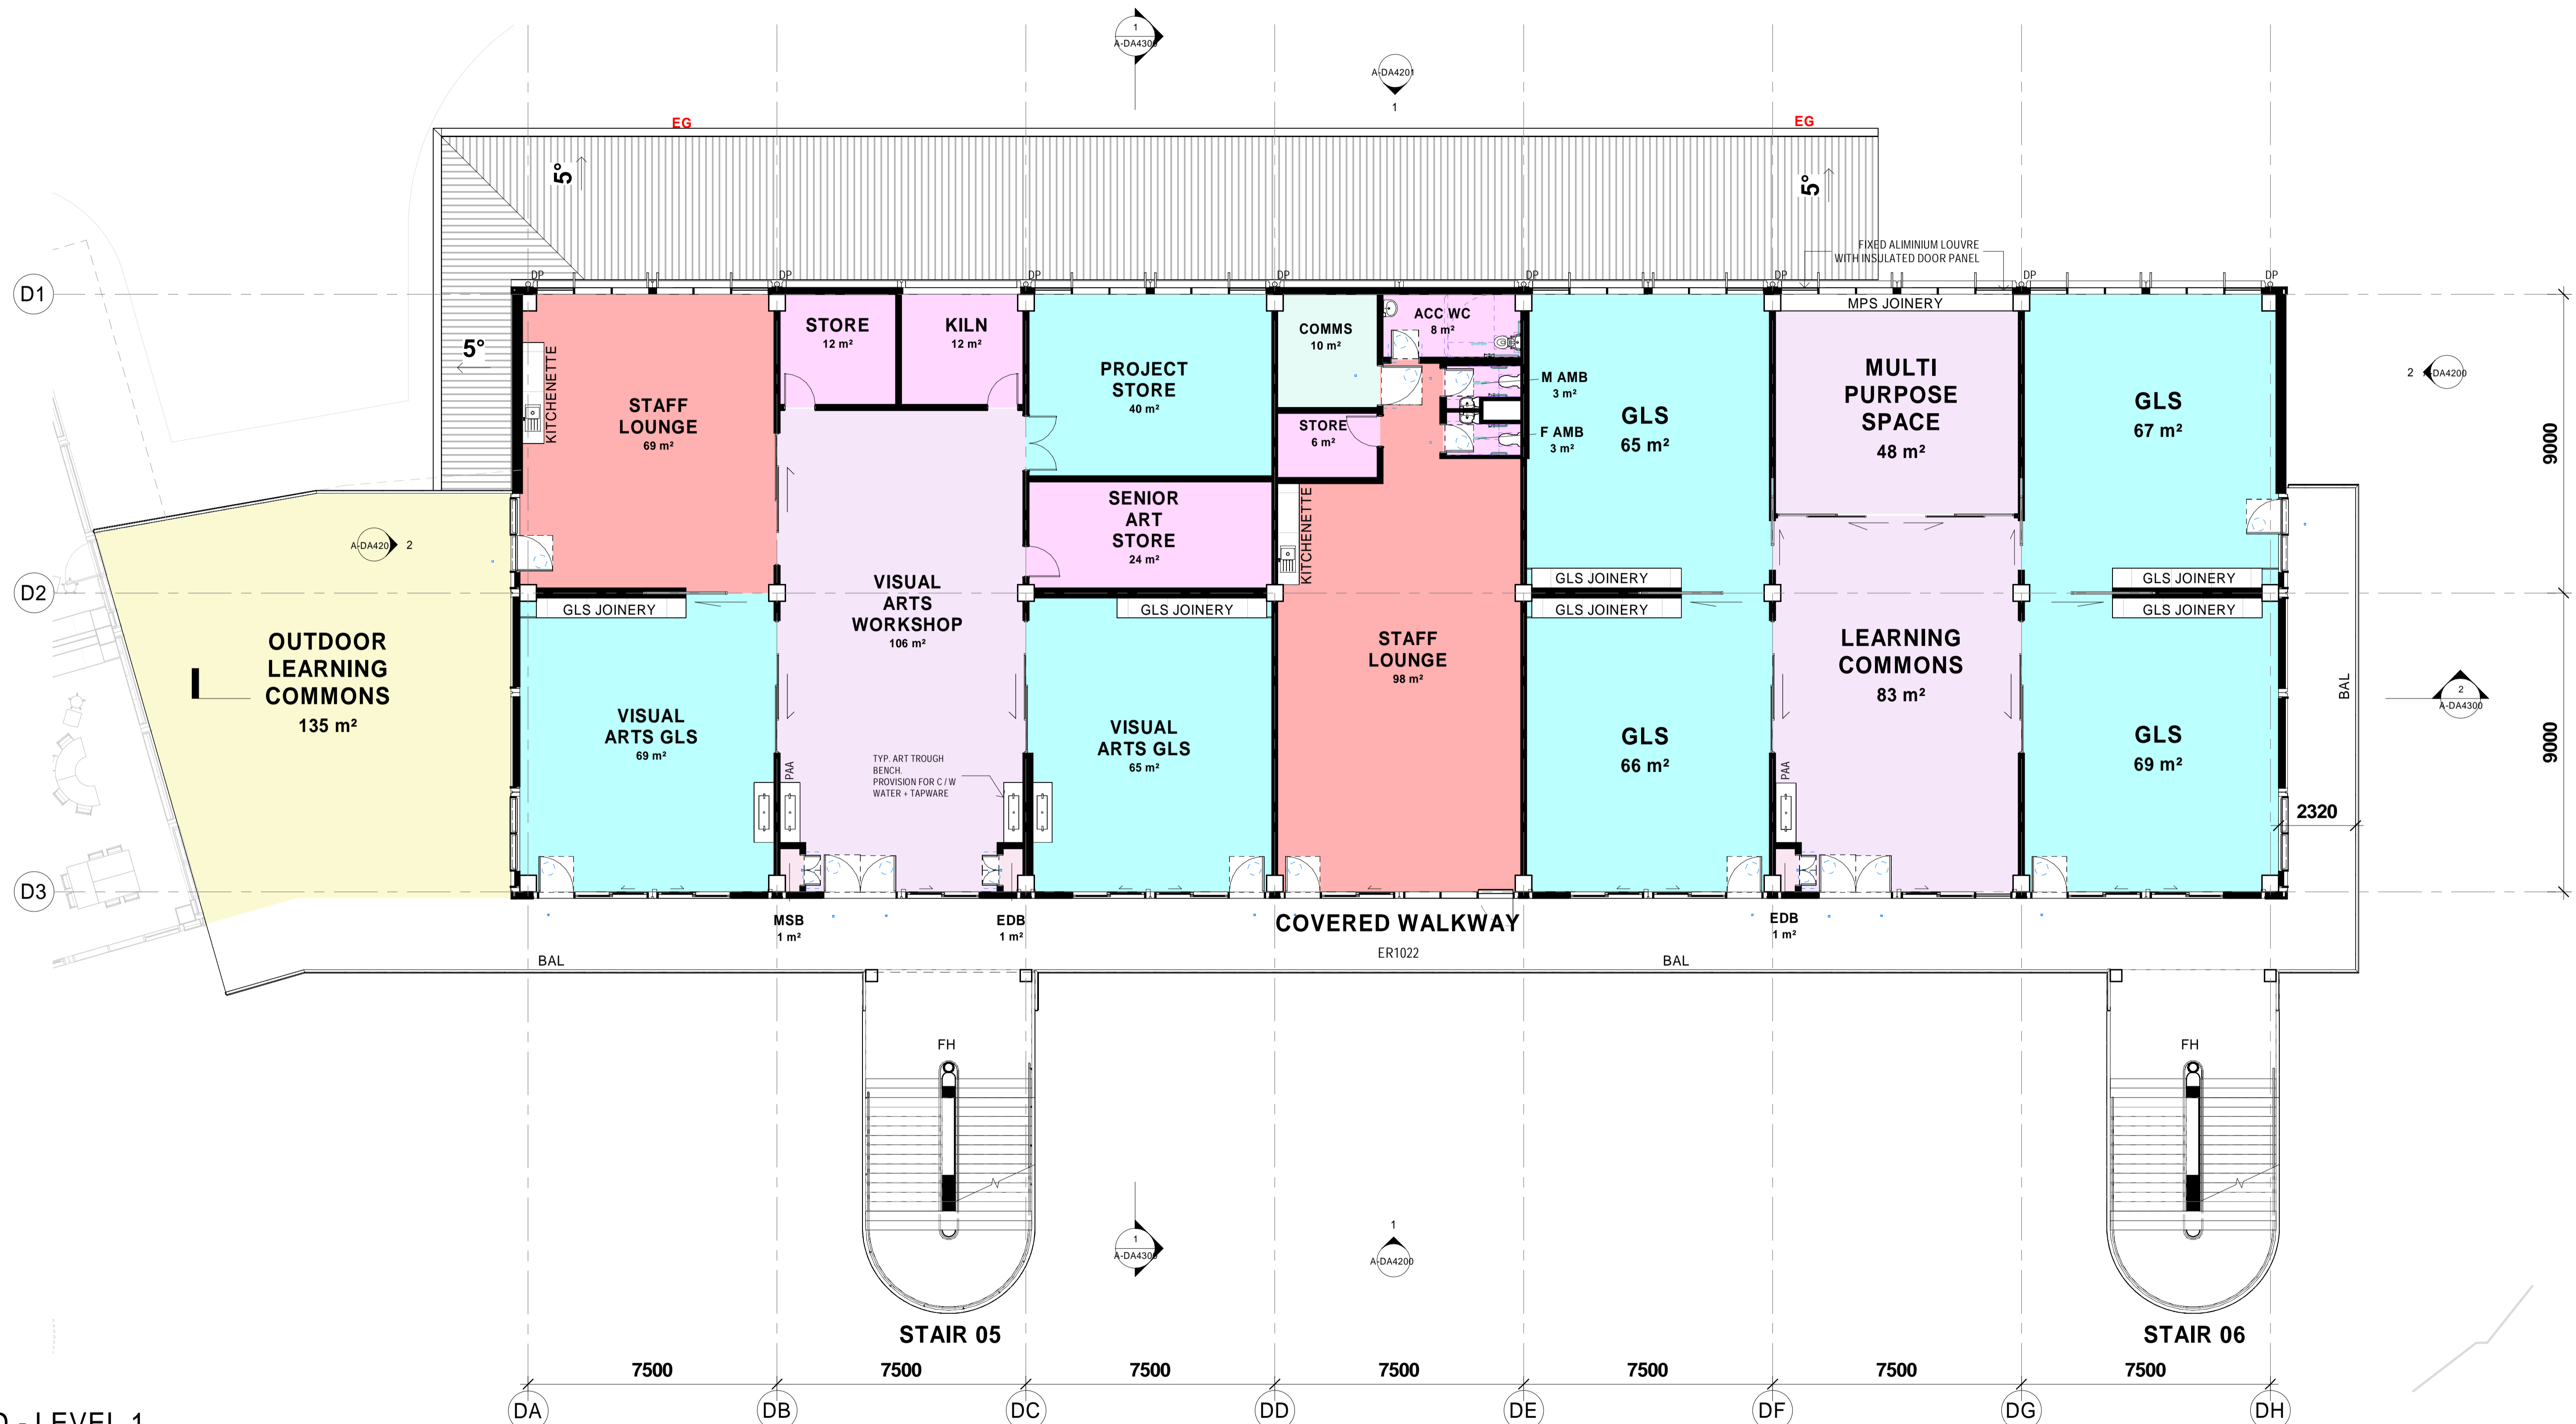 1
A-DA4300
A-DA4201
1
EG
EG
5°
5°
FIXED ALIMINIUM LOUVRE
WITH INSULATED DOOR PANEL
DP
DP
DP
DP
DP
DP
DP
DP
D1
MPS JOINERY
5°
KITCHENETTE
STAFF
LOUNGE
69 m²
STORE
12 m²
KILN
12 m²
PROJECT
STORE
40 m²
COMMS
10 m²
ACC WC
8 m²
M AMB
3 m²
STORE
6 m²
F AMB
3 m²
GLS
65 m²
MULTI
PURPOSE
SPACE
48 m²
GLS
67 m²
2
A-DA4200
9000
2
SENIOR
ART
STORE
24 m²
KITCHENETTE
D2
GLS JOINERY
GLS JOINERY
GLS JOINERY
GLS JOINERY
GLS JOINERY
GLS JOINERY
OUTDOOR
LEARNING
COMMONS
135 m²
VISUAL
ARTS
WORKSHOP
106 m²
VISUAL
ARTS GLS
69 m²
VISUAL
ARTS GLS
65 m²
STAFF
LOUNGE
98 m²
GLS
66 m²
LEARNING
COMMONS
83 m²
GLS
69 m²
BAL
2
A-DA4300
9000
2320
PAA
TYP. ART TROUGH
BENCH.
PROVISION FOR C / W
WATER + TAPWARE
PAA
D3
MSB
1 m²
EDB
1 m²
COVERED WALKWAY
ER1022
EDB
1 m²
BAL
BAL
FH
FH
1
A-DA4300
1
A-DA4200
STAIR 05
STAIR 06
7500
7500
7500
7500
7500
7500
7500
DA
DB
DC
DD
DE
DF
DG
DH
- LEVEL 1